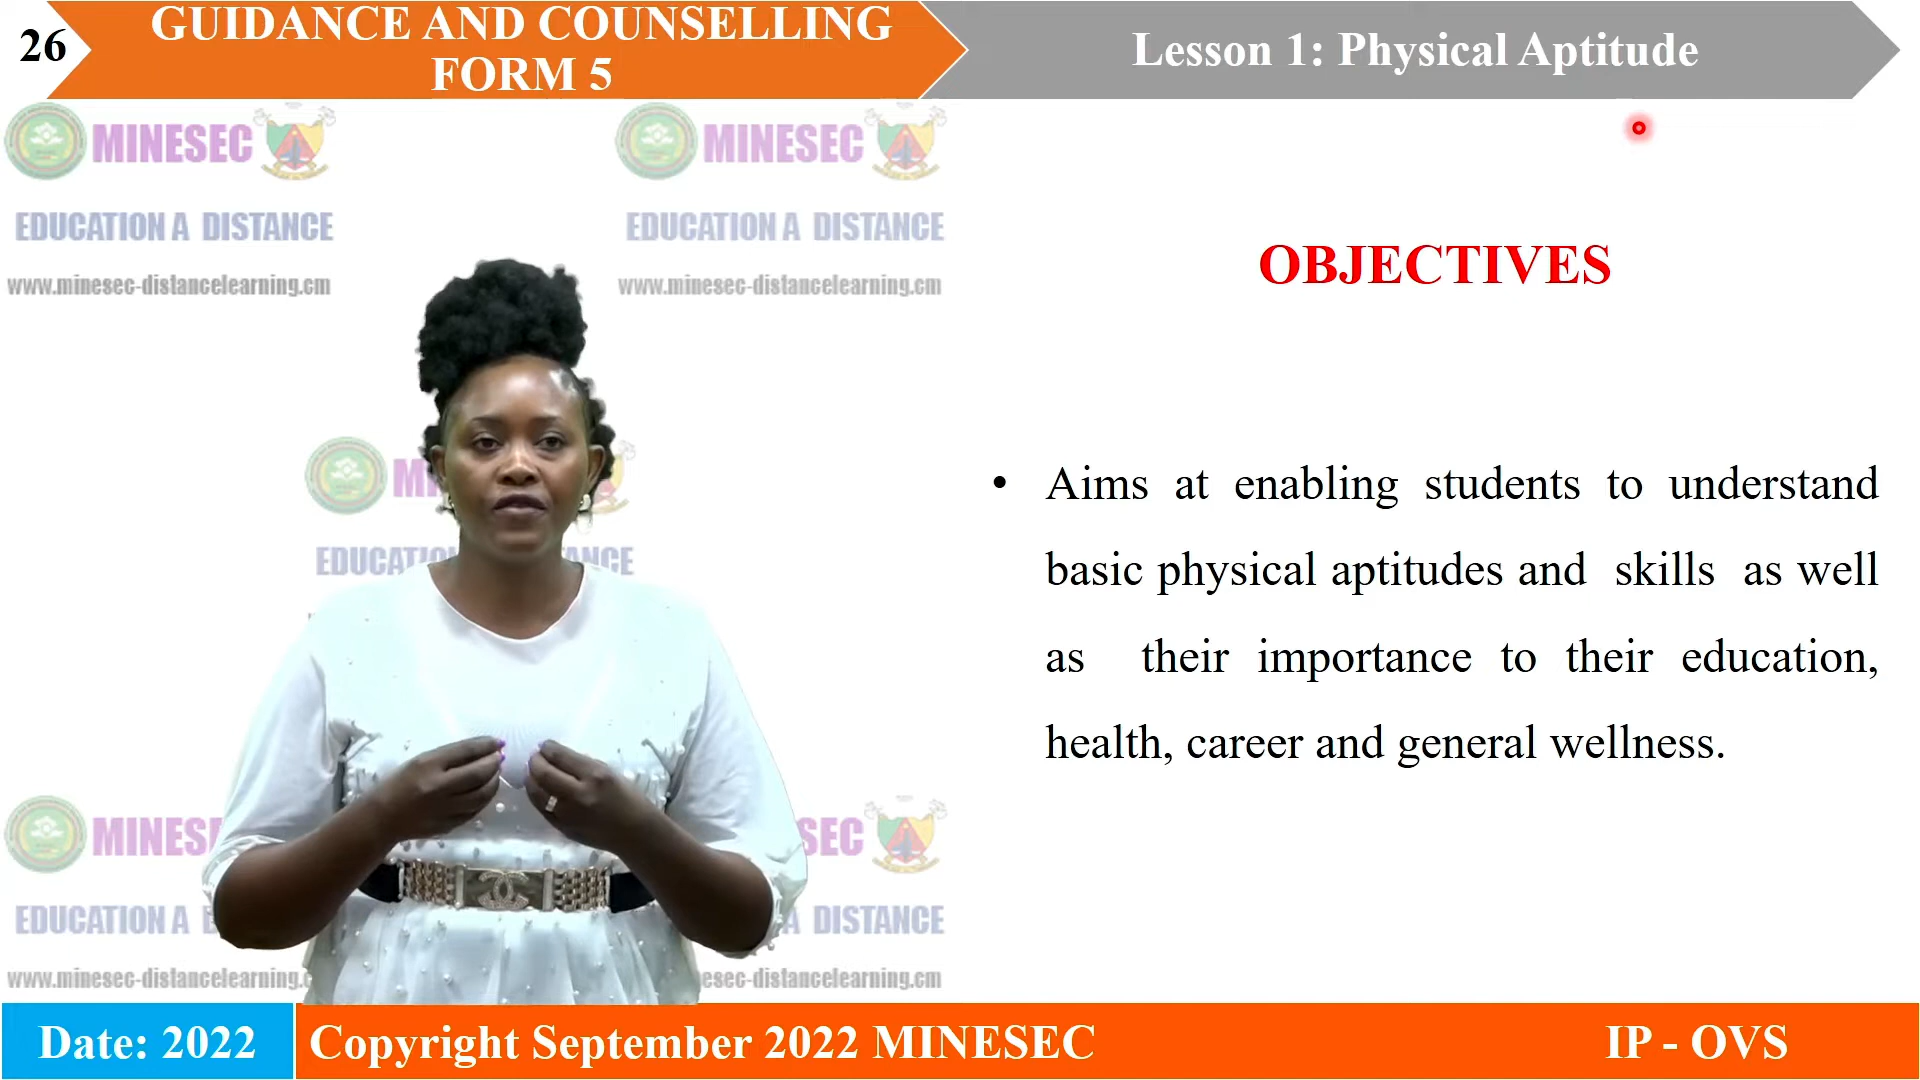 26
GUIDANCE AND COUNSELLING
FORM 5
Lesson 1: Physical Aptitude
MINESEC
MINESEC
EDUCATION A DISTANCE
EDUCATION A DISTANCE
www.minesec-distancelearning.cm
www.minesec-distancelearning.cm
OBJECTIVES
• Aims at enabling students to understand
basic physical aptitudes and skills as well
as their importance to their education,
health, career and general wellness.
Date: 2022
Copyright September 2022 MINESEC
IP - OVS